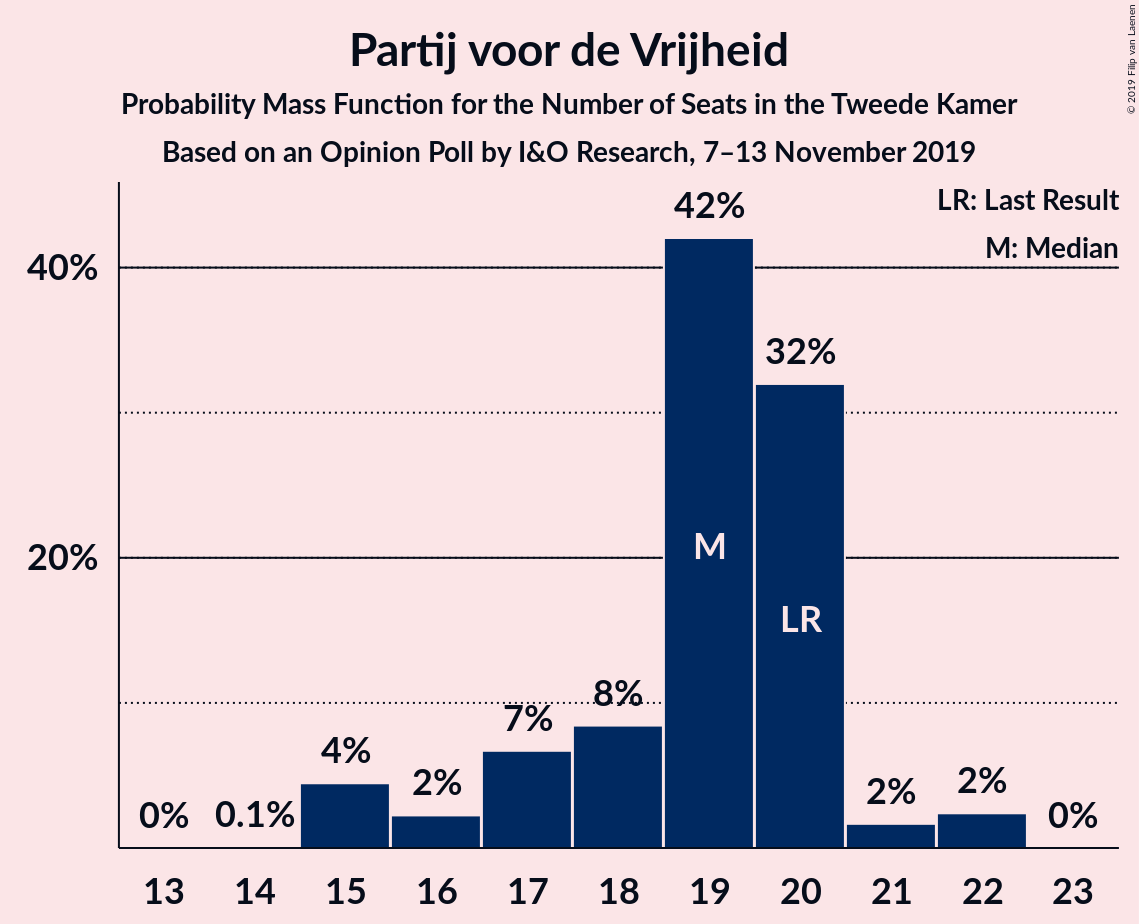 Partij voor de Vrijheid
Probability Mass Function for the Number of Seats in the Tweede Kamer
Based on an Opinion Poll by I&O Research, 7–13 November 2019
© 2019 Filip van Laenen
LR: Last Result
M: Median
40%
20%
0%
0.1%
4%
2%
7%
8%
42%
32%
2%
2%
0%
M
LR
13 14 15 16 17 18 19 20 21 22 23